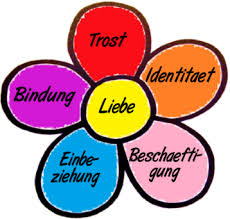 Trost
Identitaet
Bindung
Liebe
Einbe-
ziehung
Beschaefti-
gung